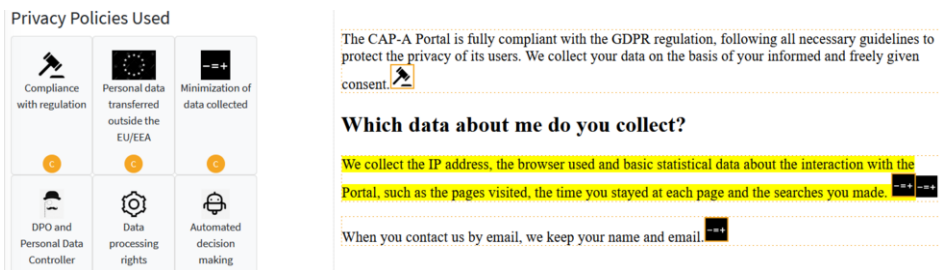 Privacy Policies Used
Compliance
with regulation
C
Personal data
transferred
outside the
EU/EEA
C
-=+
Minimization of
data collected
C
DPO and
Personal Data
Controller
Data
processing
rights
Automated
decision
making
The CAP-A Portal is fully compliant with the GDPR regulation, following all necessary guidelines to
protect the privacy of its users. We collect your data on the basis of your informed and freely given
consent.
Which data about me do you collect?
We collect the IP address, the browser used and basic statistical data about the interaction with the
Portal, such as the pages visited, the time you stayed at each page and the searches you made. -=+ -=+
When you contact us by email, we keep your name and email. -=+